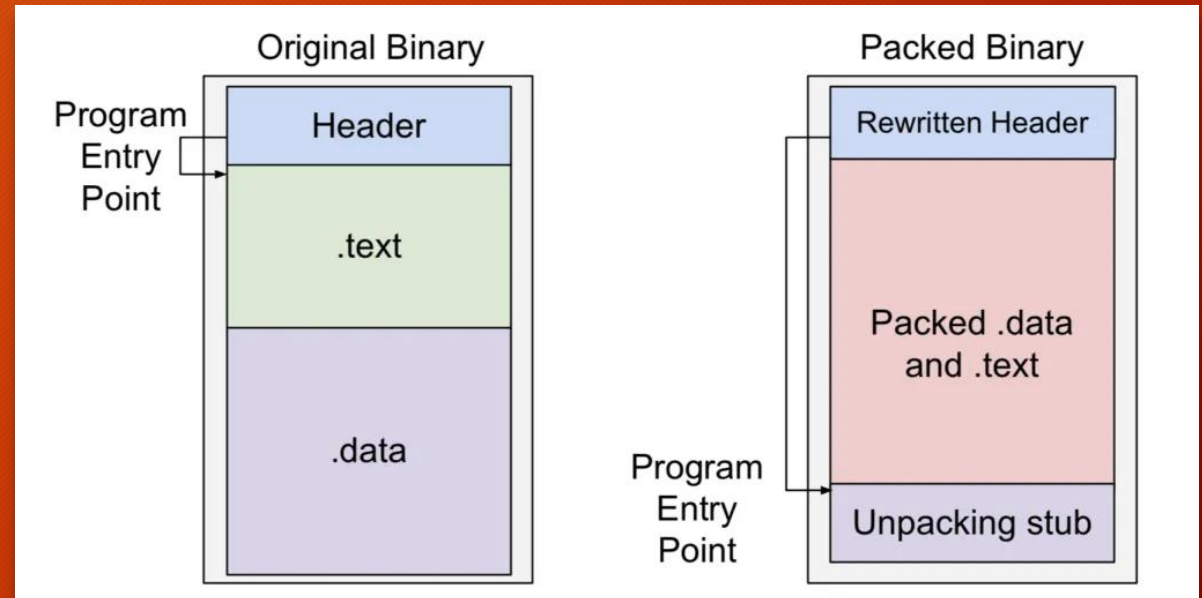 Original Binary
Program
Entry
Point
Header
.text
.data
Packed Binary
Rewritten Header
Packed .data
and .text
Program
Entry
Point
Unpacking stub